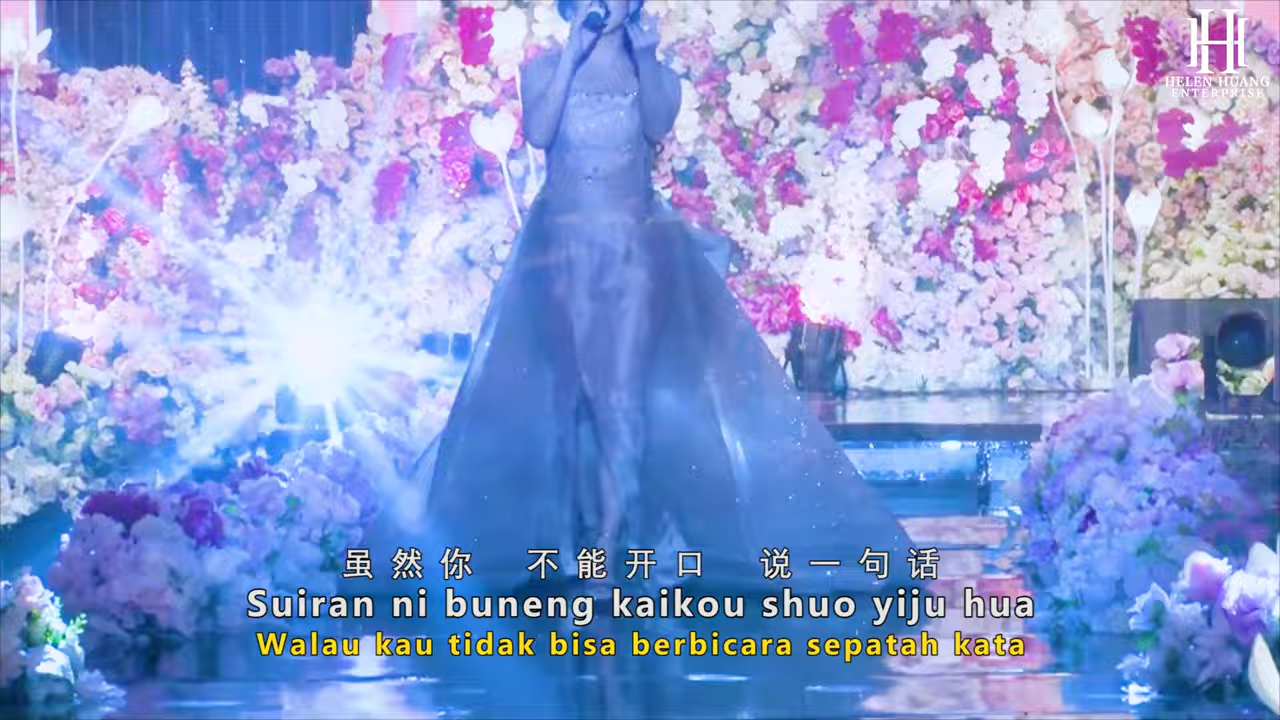 HELEN HUANG
ENTERPRISE
虽然你 不能开口 说一句话
Suiran ni buneng kaikou shuo yiju hua
Walau kau tidak bisa berbicara sepatah kata